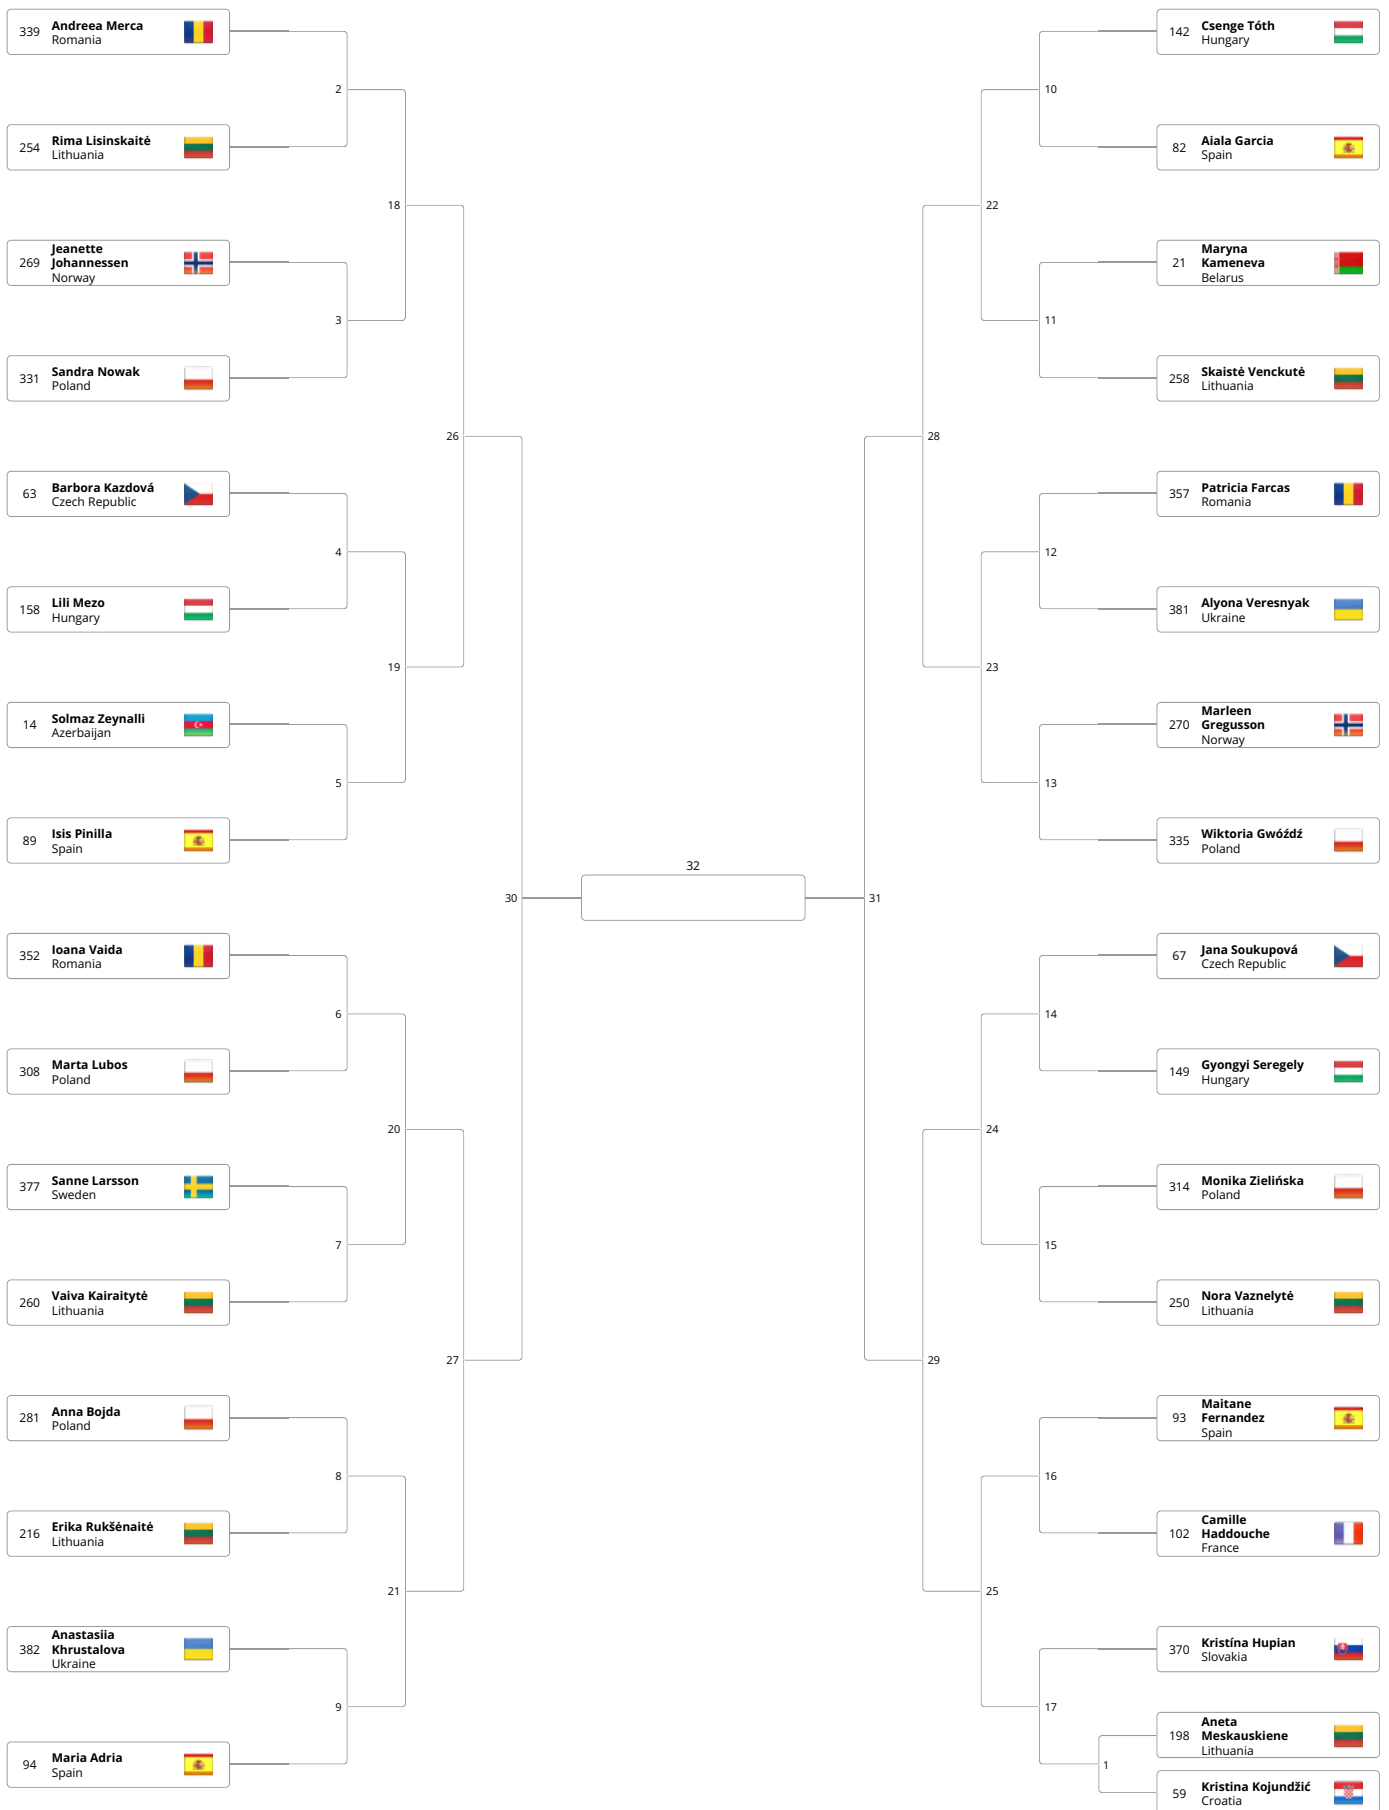 339
Andreea Merca
Romania
2
254
Rima Lisinskaitė
Lithuania
18
269
Jeanette
Johannessen
Norway
3
331
Sandra Nowak
Poland
26
63
Barbora Kazdová
Czech Republic
4
158
Lili Mezo
Hungary
19
14
Solmaz Zeynalli
Azerbaijan
5
89
Isis Pinilla
Spain
30
352
Ioana Vaida
Romania
6
308
Marta Lubos
Poland
20
377
Sanne Larsson
Sweden
7
260
Vaiva Kairaitytė
Lithuania
27
281
Anna Bojda
Poland
8
216
Erika Rukšėnaitė
Lithuania
21
382
Anastasiia
Khrustalova
Ukraine
9
94
Maria Adria
Spain
32
142
Csenge Tóth
Hungary
10
82
Aiala Garcia
Spain
22
21
Maryna
Kameneva
Belarus
11
258
Skaistė Venckutė
Lithuania
28
357
Patricia Farcas
Romania
12
381
Alyona Veresnyak
Ukraine
23
270
Marleen
Gregusson
Norway
13
335
Wiktoria Gwóźdź
Poland
31
67
Jana Soukupová
Czech Republic
14
149
Gyongyi Seregely
Hungary
24
314
Monika Zielińska
Poland
15
250
Nora Vaznelytė
Lithuania
29
93
Maitane
Fernandez
Spain
16
102
Camille
Haddouche
France
25
370
Kristína Hupian
Slovakia
17
198
Aneta
Meskauskiene
Lithuania
1
59
Kristina Kojundžić
Croatia